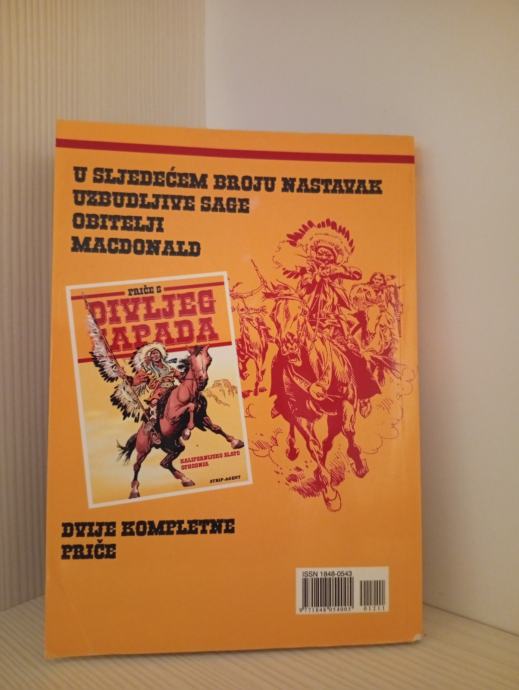 U SLJEDEĆEM BROJU NASTAVAK
UZBUDLJIVE SAGE
OBITELJI
MACDONALD
PRIČE S
DIVLJEG
ZAPADA
KALIFORNIJSKO ZLATO
STRIP-AGENT
DVIJE KOMPLETNE
PRIČE
ISSN 1848-0543